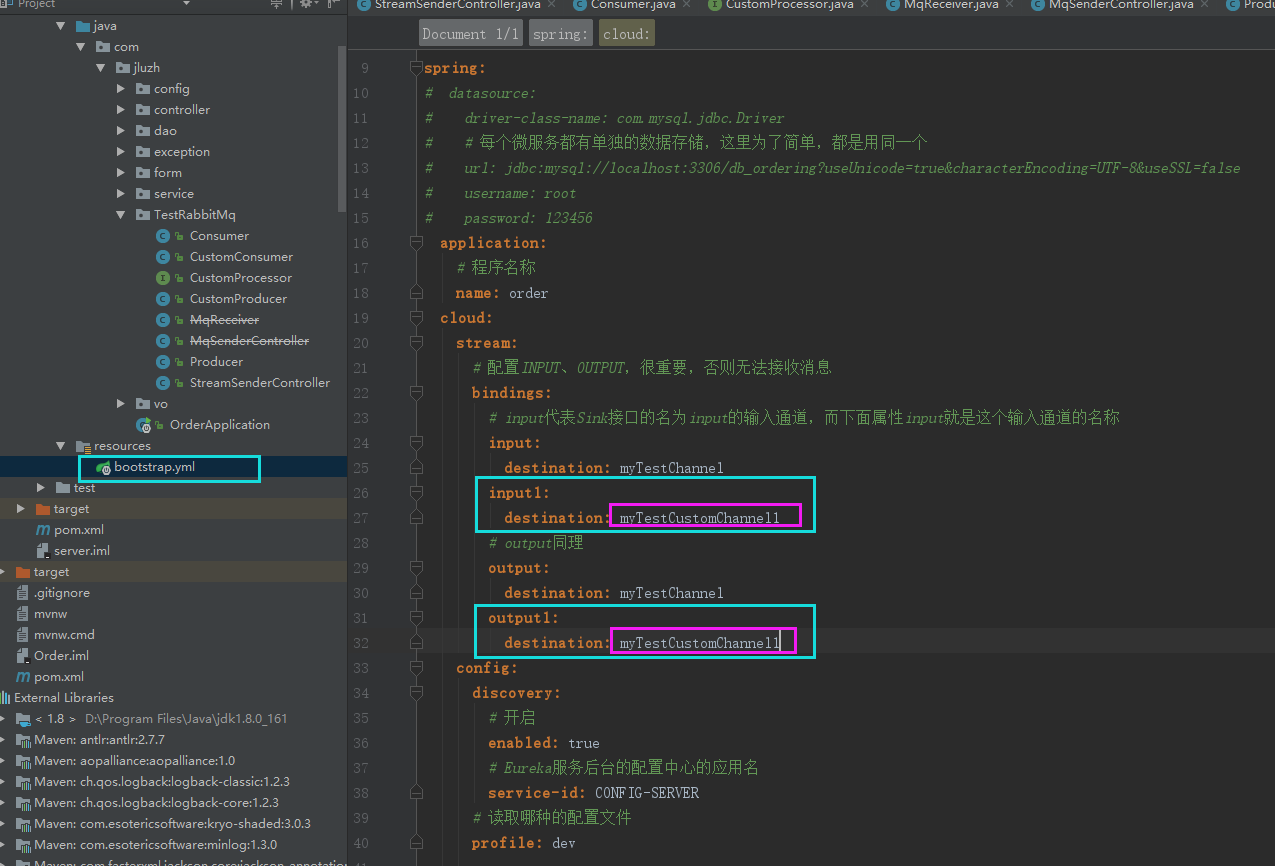 Project
StreamSenderController.java
Consumer.java
CustomProcessor.java
MqReceiver.java
MqSenderController.java
java
com
jluzh
config
controller
dao
exception
form
service
TestRabbitMq
Consumer
CustomConsumer
CustomProcessor
CustomProducer
MqReceiver
MqSenderController
Producer
StreamSenderController
vo
OrderApplication
resources
bootstrap.yml
test
target
pom.xml
server.iml
target
.gitignore
mvnw
mvnw.cmd
Order.iml
pom.xml
External Libraries
< 1.8 > D:\Program Files\Java\jdk1.8.0_161
Maven: antlr:antlr:2.7.7
Maven: aopalliance:aopalliance:1.0
Maven: ch.qos.logback:logback-classic:1.2.3
Maven: ch.qos.logback:logback-core:1.2.3
Maven: com.esotericsoftware:kryo-shaded:3.0.3
Maven: com.esotericsoftware:minlog:1.3.0
Document 1/1 spring: cloud:
9 spring:
10 # datasource:
11 # driver-class-name: com.mysql.jdbc.Driver
12 # # 每个微服务都有单独的数据存储，这里为了简单，都是用同一个
13 # url: jdbc:mysql://localhost:3306/db_ordering?useUnicode=true&characterEncoding=UTF-8&useSSL=false
14 # username: root
15 # password: 123456
16 application:
17 # 程序名称
18 name: order
19 cloud:
20 stream:
21 # 配置INPUT、OUTPUT，很重要，否则无法接收消息
22 bindings:
23 # input代表Sink接口的名为input的输入通道，而下面属性input就是这个输入通道的名称
24 input:
25 destination: myTestChannel
26 input1:
27 destination: myTestCustomChannel1
28 # output同理
29 output:
30 destination: myTestChannel
31 output1:
32 destination: myTestCustomChannel1
33 config:
34 discovery:
35 # 开启
36 enabled: true
37 # Eureka服务后台的配置中心的应用名
38 service-id: CONFIG-SERVER
39 # 读取哪种的配置文件
40 profile: dev